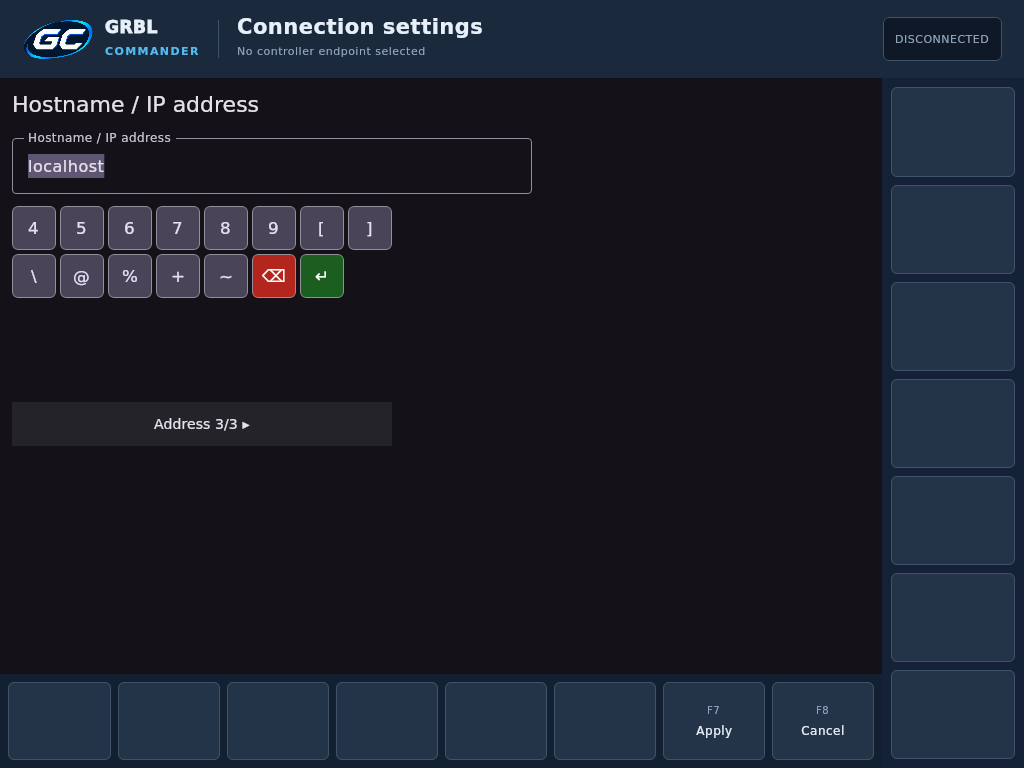 GC
GRBL
COMMANDER
Connection settings
No controller endpoint selected
DISCONNECTED
Hostname / IP address
Hostname / IP address
localhost
4 5 6 7 8 9 [ ]
\ @ % + ~ ⌫ ↵
Address 3/3 ▸
F7
Apply
F8
Cancel